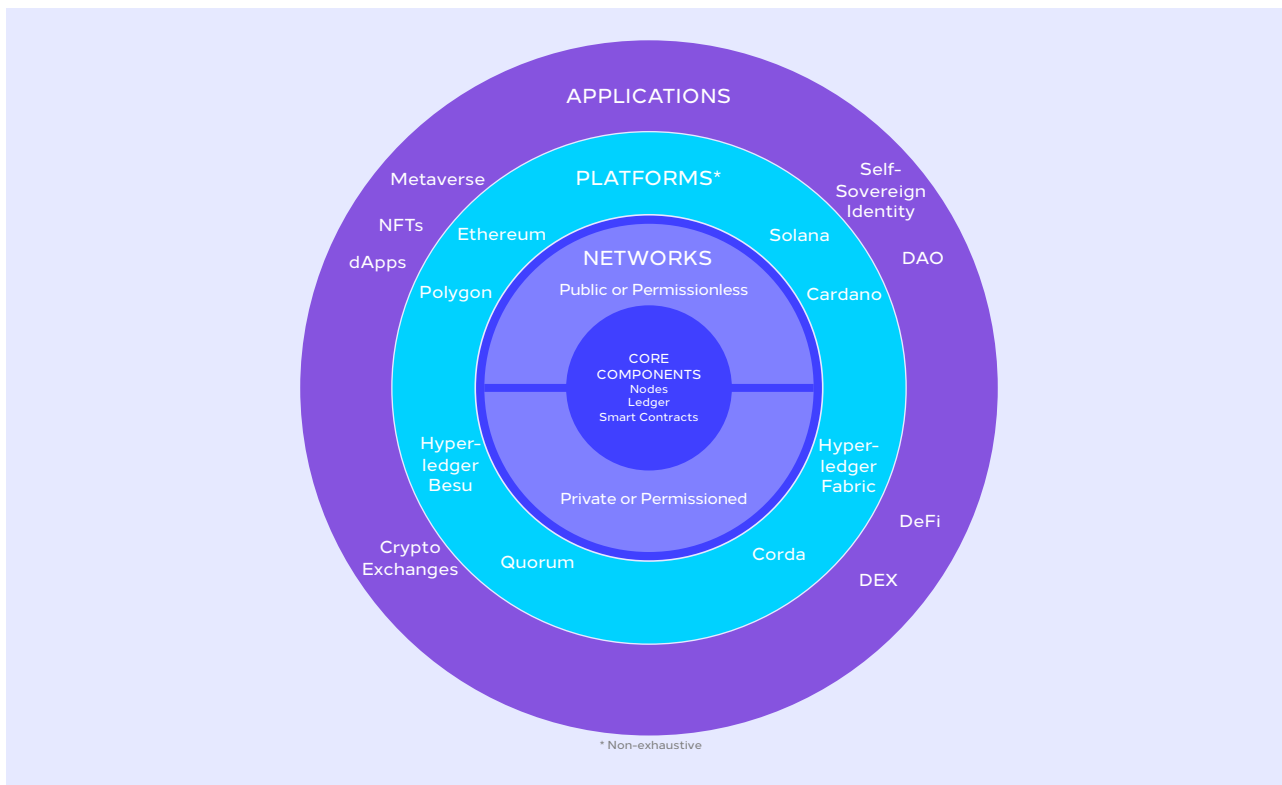 APPLICATIONS
Metaverse
NFTs
dApps
Self-
Sovereign
Identity
DAO
Crypto
Exchanges
DeFi
DEX
PLATFORMS*
Ethereum
Polygon
Solana
Cardano
Hyper-
ledger
Besu
Quorum
Hyper-
ledger
Fabric
Corda
NETWORKS
Public or Permissionless
CORE
COMPONENTS
Nodes
Ledger
Smart Contracts
Private or Permissioned
* Non-exhaustive